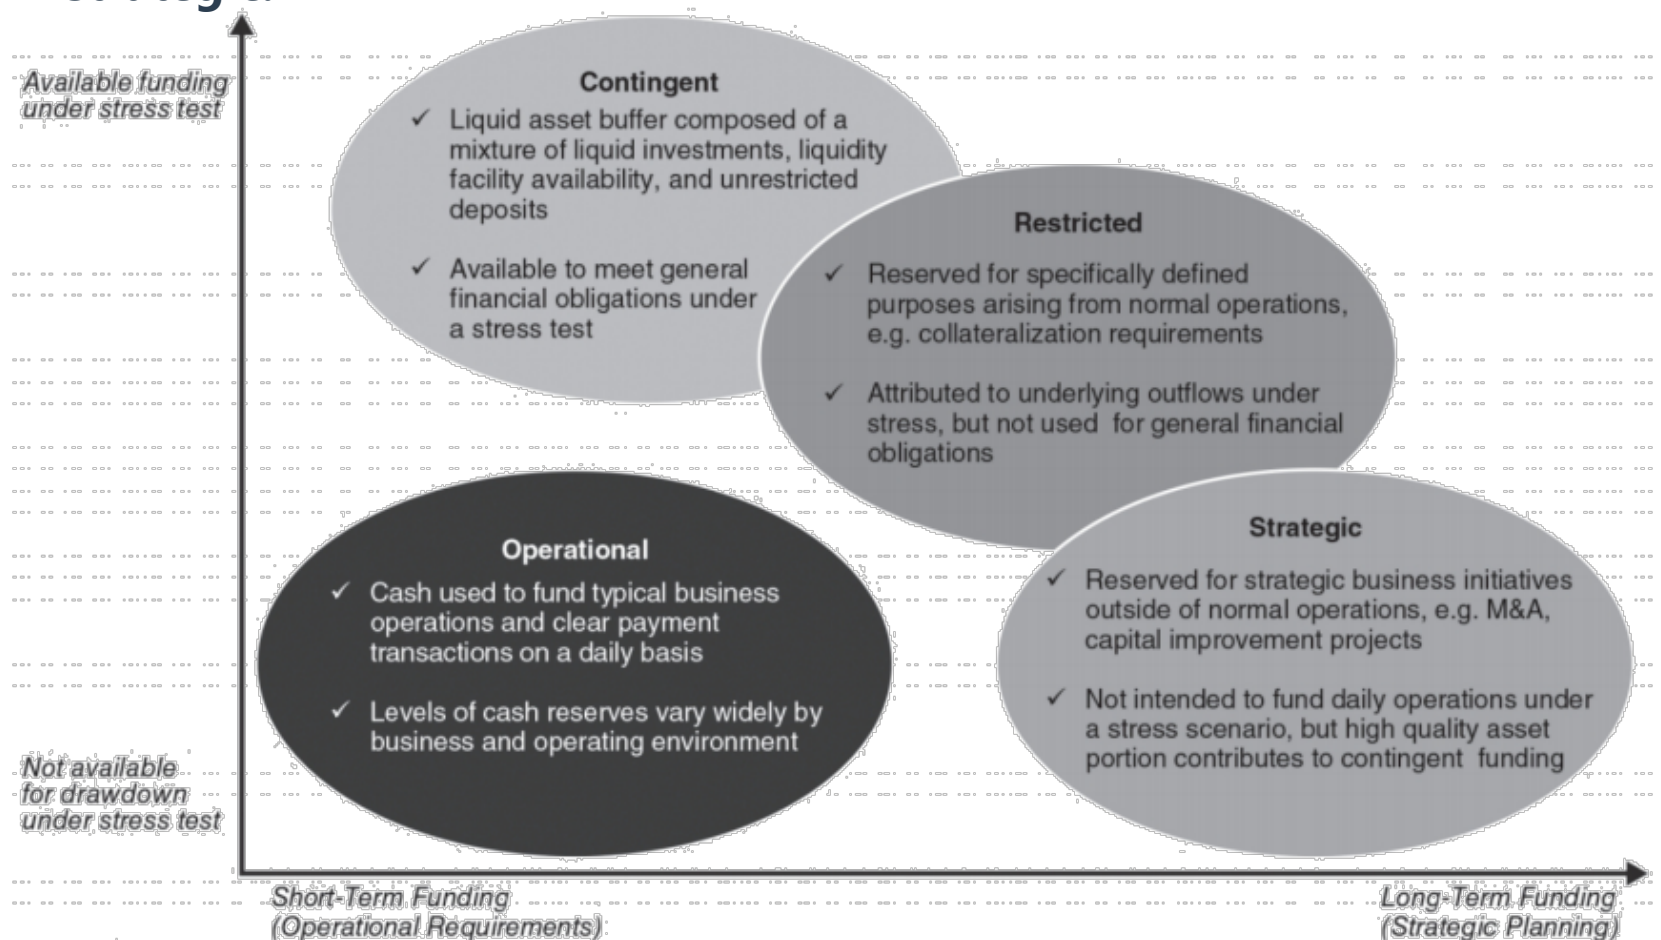 Available funding
under stress test
Contingent
✓ Liquid asset buffer composed of a
mixture of liquid investments, liquidity
facility availability, and unrestricted
deposits
✓ Available to meet general
financial obligations under
a stress test
Restricted
✓ Reserved for specifically defined
purposes arising from normal operations,
e.g. collateralization requirements
✓ Attributed to underlying outflows under
stress, but not used for general financial
obligations
Operational
✓ Cash used to fund typical business
operations and clear payment
transactions on a daily basis
✓ Levels of cash reserves vary widely by
business and operating environment
Strategic
✓ Reserved for strategic business initiatives
outside of normal operations, e.g. M&A,
capital improvement projects
✓ Not intended to fund daily operations under
a stress scenario, but high quality asset
portion contributes to contingent funding
Not available
for drawdown
under stress test
Short-Term Funding
(Operational Requirements)
Long-Term Funding
(Strategic Planning)